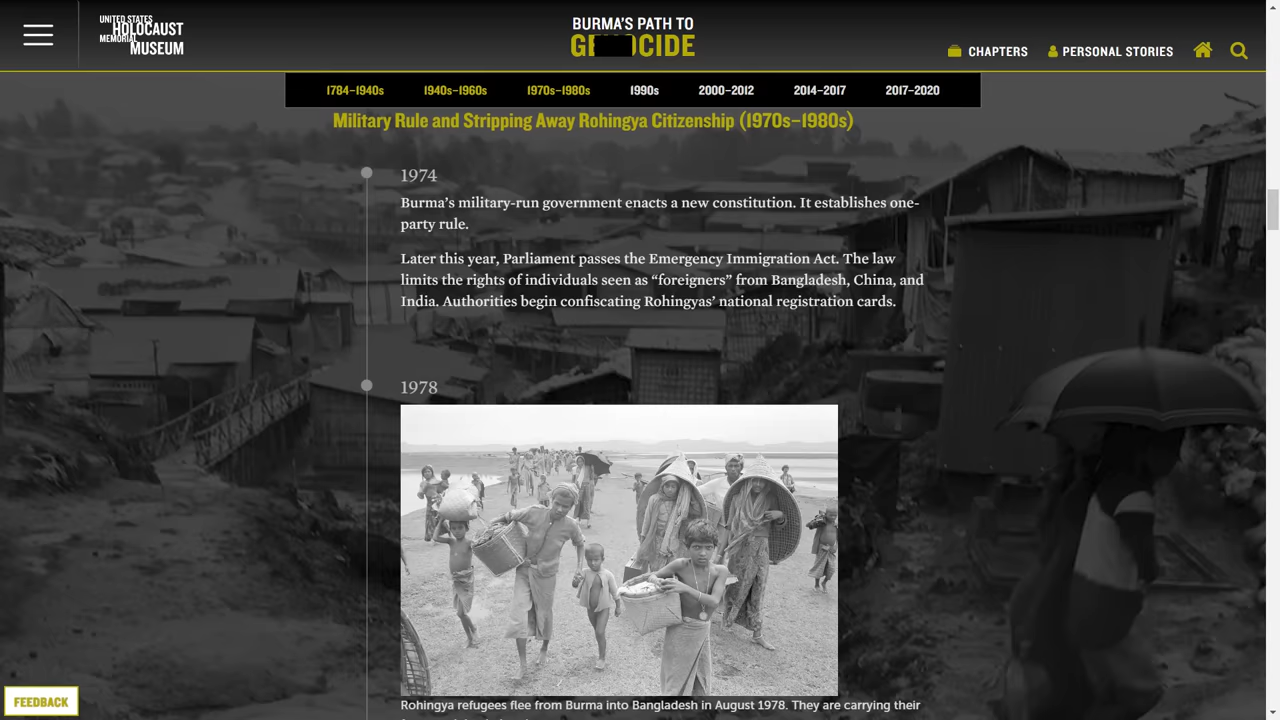 UNITED STATES
HOLOCAUST
MEMORIAL
MUSEUM
BURMA'S PATH TO
CHAPTERS
PERSONAL STORIES
1784–1940s 1940s–1960s 1970s–1980s 1990s 2000–2012 2014–2017 2017–2020
Military Rule and Stripping Away Rohingya Citizenship (1970s–1980s)
1974
Burma’s military-run government enacts a new constitution. It establishes one-
party rule.
Later this year, Parliament passes the Emergency Immigration Act. The law
limits the rights of individuals seen as “foreigners” from Bangladesh, China, and
India. Authorities begin confiscating Rohingyas’ national registration cards.
1978
Rohingya refugees flee from Burma into Bangladesh in August 1978. They are carrying their
FEEDBACK